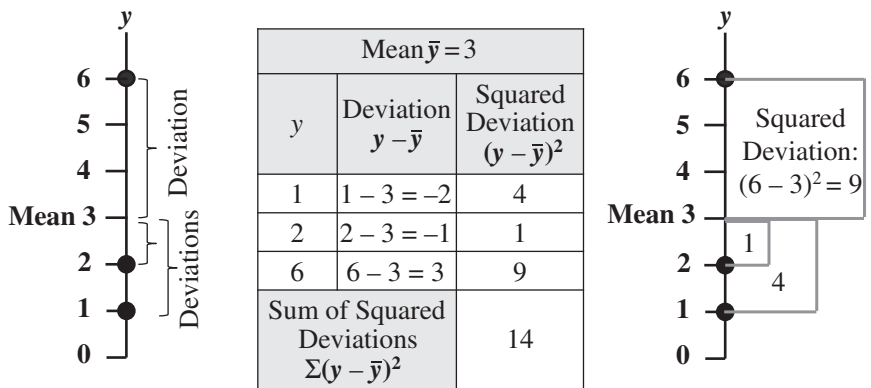 y
6
5
4
Mean 3
2
1
0
Deviation
Deviations
Mean ȳ = 3
y
Deviation
y – ȳ
Squared
Deviation
(y – ȳ)²
1
1 – 3 = –2
4
2
2 – 3 = –1
1
6
6 – 3 = 3
9
Sum of Squared
Deviations
Σ(y – ȳ)²
14
y
6
5
4
Mean 3
2
1
0
Squared
Deviation:
(6 – 3)² = 9
1
4